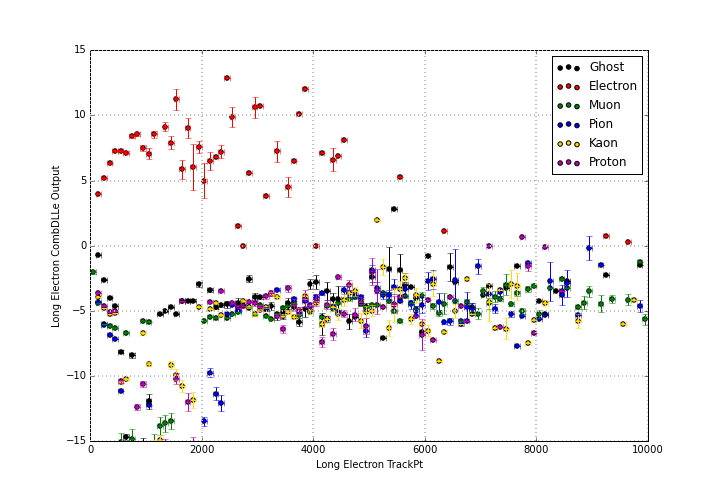 15
10
5
0
−5
−10
−15
0
2000
4000
6000
8000
10000
Long Electron TrackPt
Long Electron CombDLLe Output
Ghost
Electron
Muon
Pion
Kaon
Proton